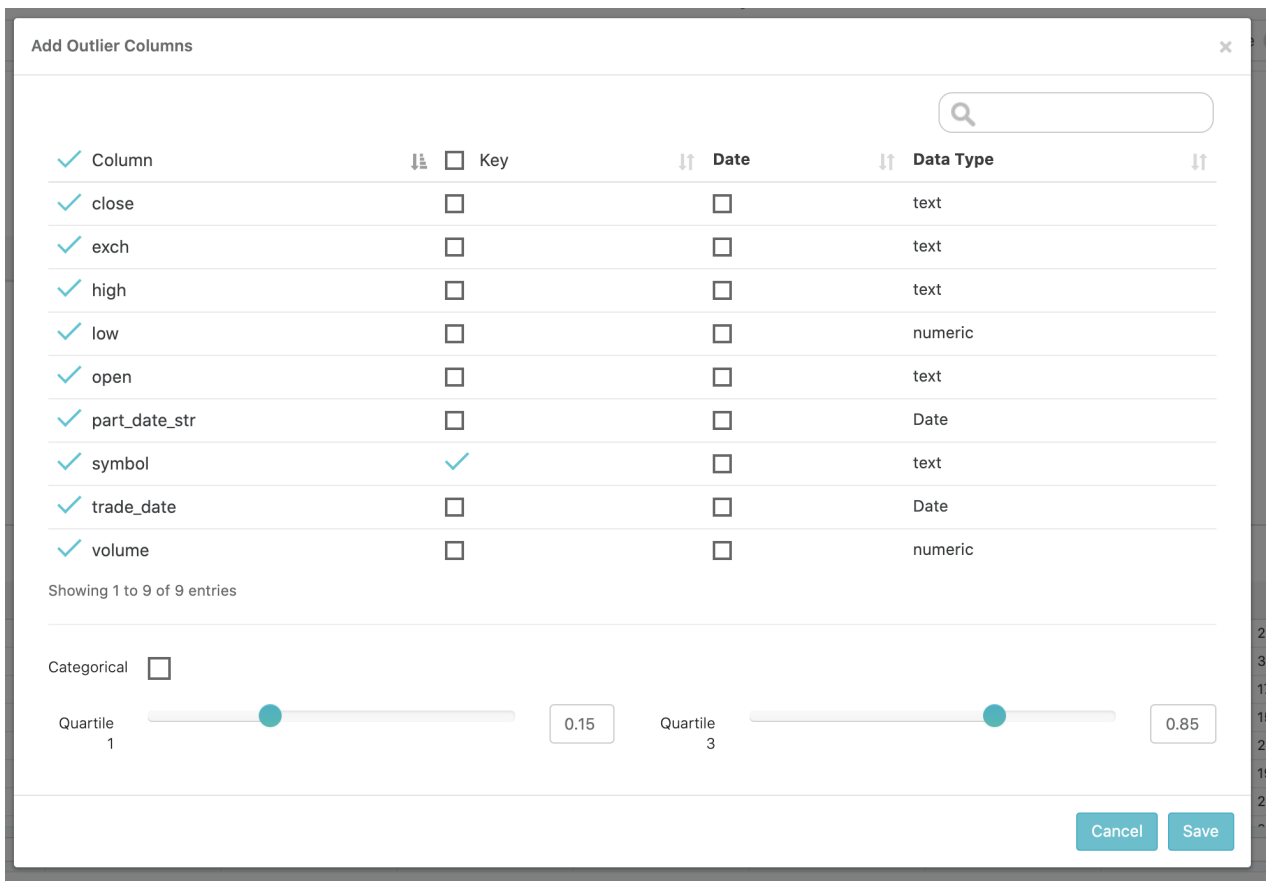 Add Outlier Columns ×
Column Key Date Data Type
close text
exch text
high text
low numeric
open text
part_date_str Date
symbol text
trade_date Date
volume numeric
Showing 1 to 9 of 9 entries
Categorical
Quartile 1 0.15 Quartile 3 0.85
Cancel Save